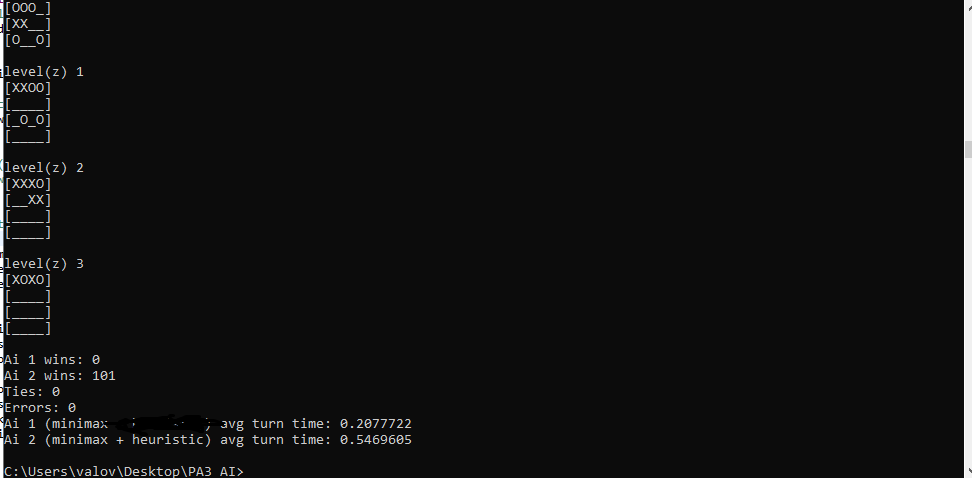 [OOO_]
[XX__]
[O__O]
level(z) 1
[XXOO]
[____]
[_O_O]
[____]
level(z) 2
[XXXO]
[__XX]
[____]
[____]
level(z) 3
[XOXO]
[____]
[____]
[____]
Ai 1 wins: 0
Ai 2 wins: 101
Ties: 0
Errors: 0
Ai 1 (minimax ) avg turn time: 0.2077722
Ai 2 (minimax + heuristic) avg turn time: 0.5469605
C:\Users\valov\Desktop\PA3 AI>